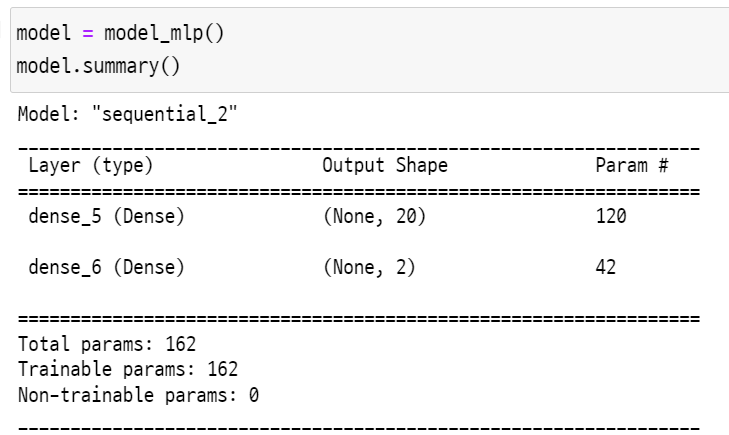 model = model_mlp()
model.summary()
Model: "sequential_2"
_________________________________________________________________
Layer (type) Output Shape Param #
=================================================================
dense_5 (Dense) (None, 20) 120
dense_6 (Dense) (None, 2) 42
=================================================================
Total params: 162
Trainable params: 162
Non-trainable params: 0
_________________________________________________________________